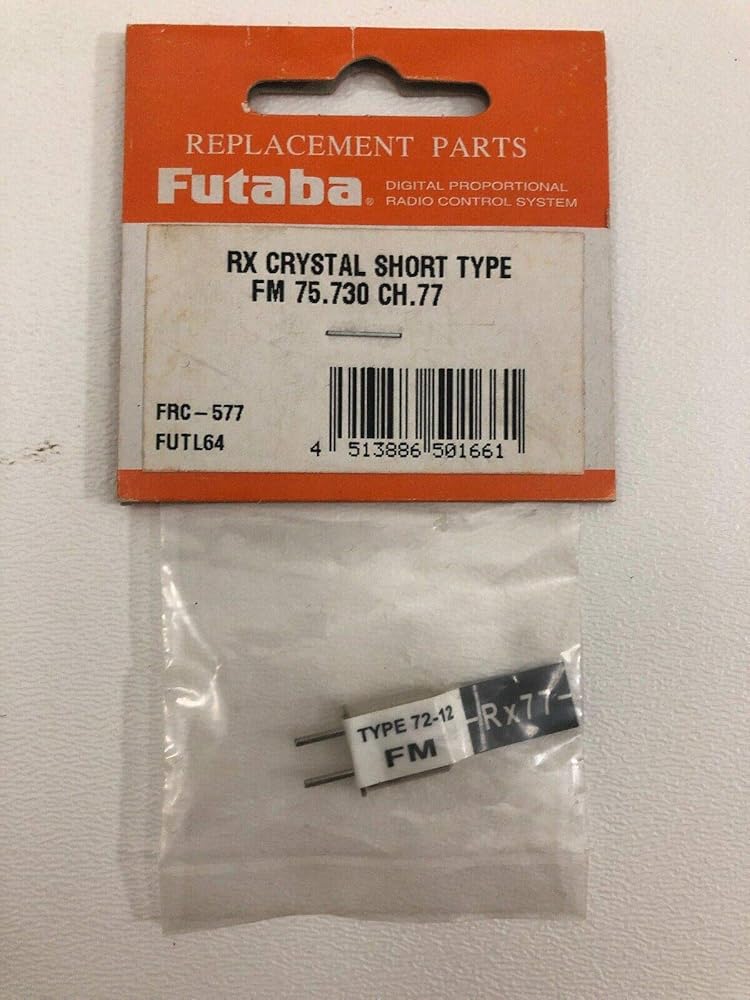 REPLACEMENT PARTS
Futaba® DIGITAL PROPORTIONAL
RADIO CONTROL SYSTEM
RX CRYSTAL SHORT TYPE
FM 75.730 CH.77
FRC-577
FUTL64
4 513886 501661
TYPE 72-12
FM
-Rx77-